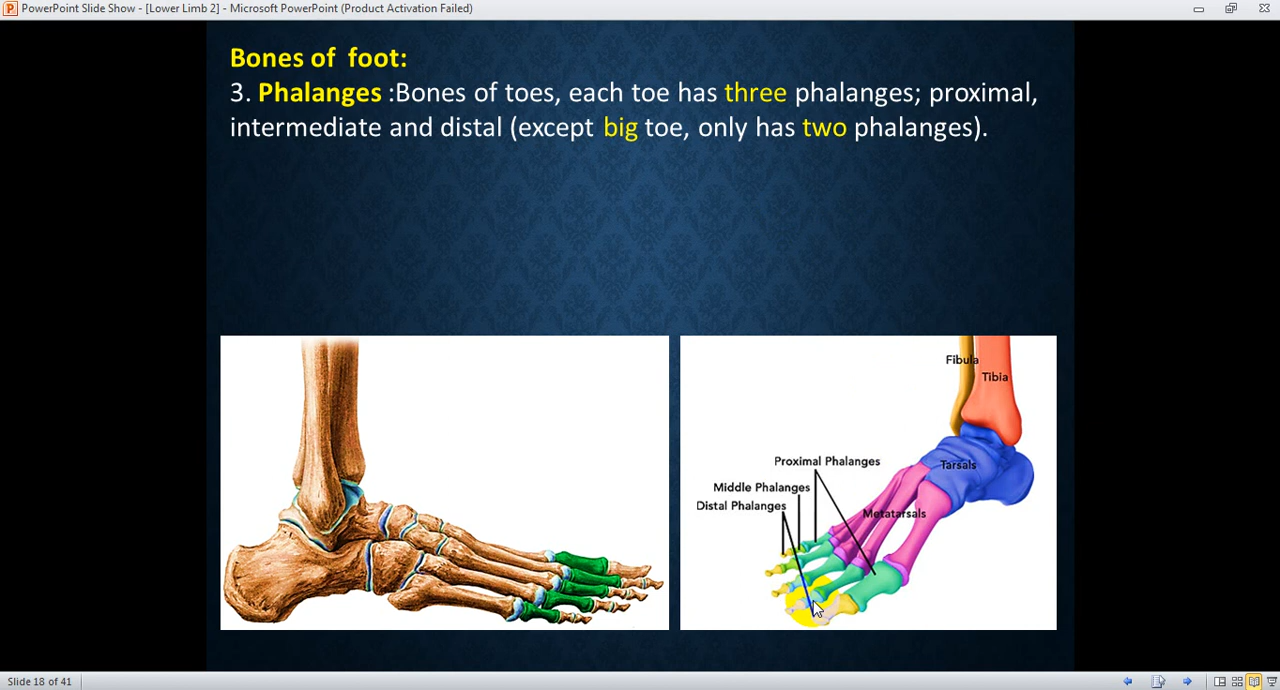 PowerPoint Slide Show - [Lower Limb 2] - Microsoft PowerPoint (Product Activation Failed)
Bones of foot:
3. Phalanges :Bones of toes, each toe has three phalanges; proximal,
intermediate and distal (except big toe, only has two phalanges).
Fibula
Tibia
Proximal Phalanges
Tarsals
Middle Phalanges
Distal Phalanges
Metatarsals
Slide 18 of 41